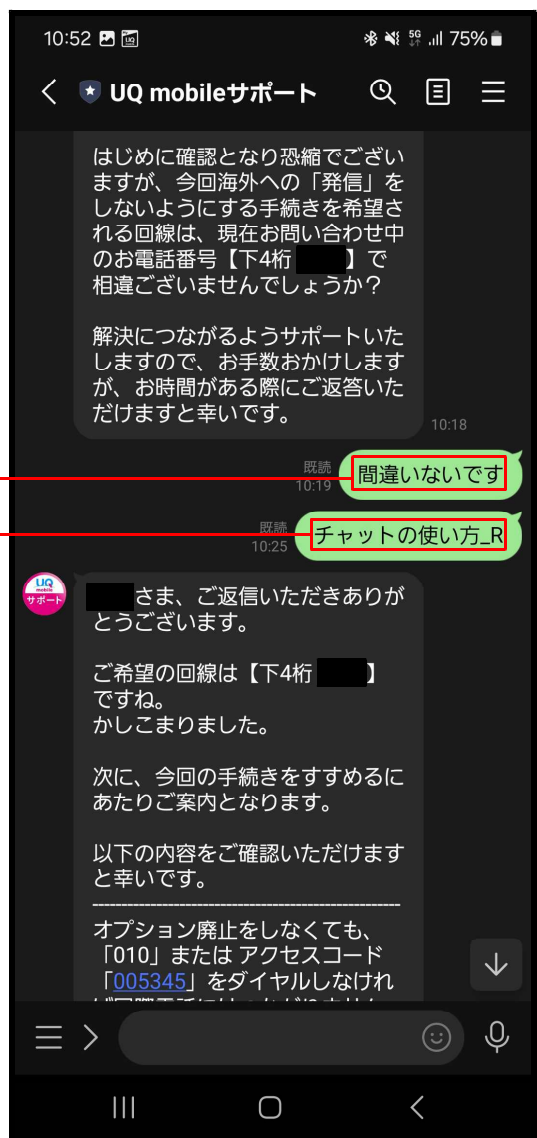 10:52
5G
75%
UQ mobileサポート
はじめに確認となり恐縮でござい
ますが、今回海外への「発信」を
しないようにする手続きを希望さ
れる回線は、現在お問い合わせ中
のお電話番号【下4桁 】で
相違ございませんでしょうか？
解決につながるようサポートいた
しますので、お手数おかけします
が、お時間がある際にご返答いた
だけますと幸いです。
10:18
既読
10:19
間違いないです
既読
10:25
チャットの使い方_R
UQ
mobile
サポート
さま、ご返信いただきありが
とうございます。
ご希望の回線は【下4桁 】
ですね。
かしこまりました。
次に、今回の手続きをすすめるに
あたりご案内となります。
以下の内容をご確認いただけます
と幸いです。
--------------------------------------------------
オプション廃止をしなくても、
「010」または アクセスコード
「005345」をダイヤルしなけれ